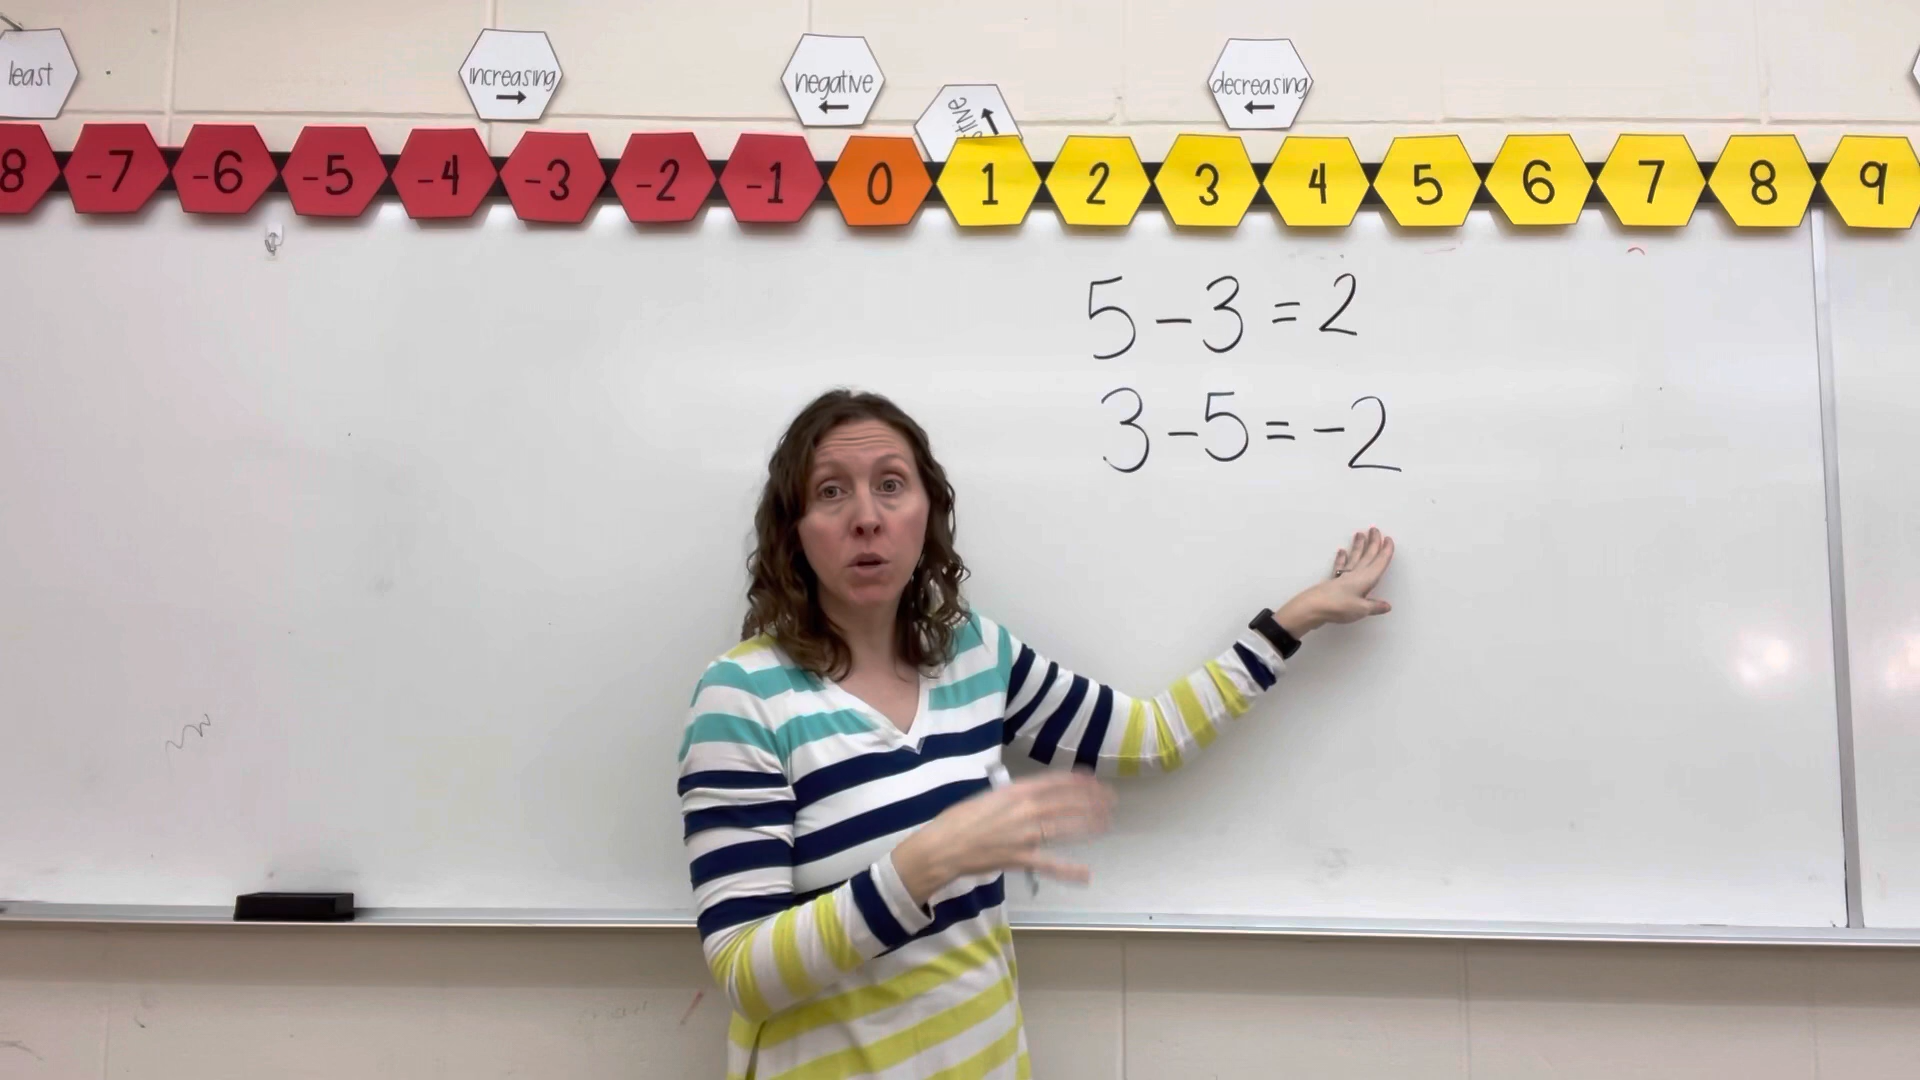 least
increasing
negative
decreasing
-7 -6 -5 -4 -3 -2 -1 0 1 2 3 4 5 6 7 8 9
5-3=2
3-5=-2